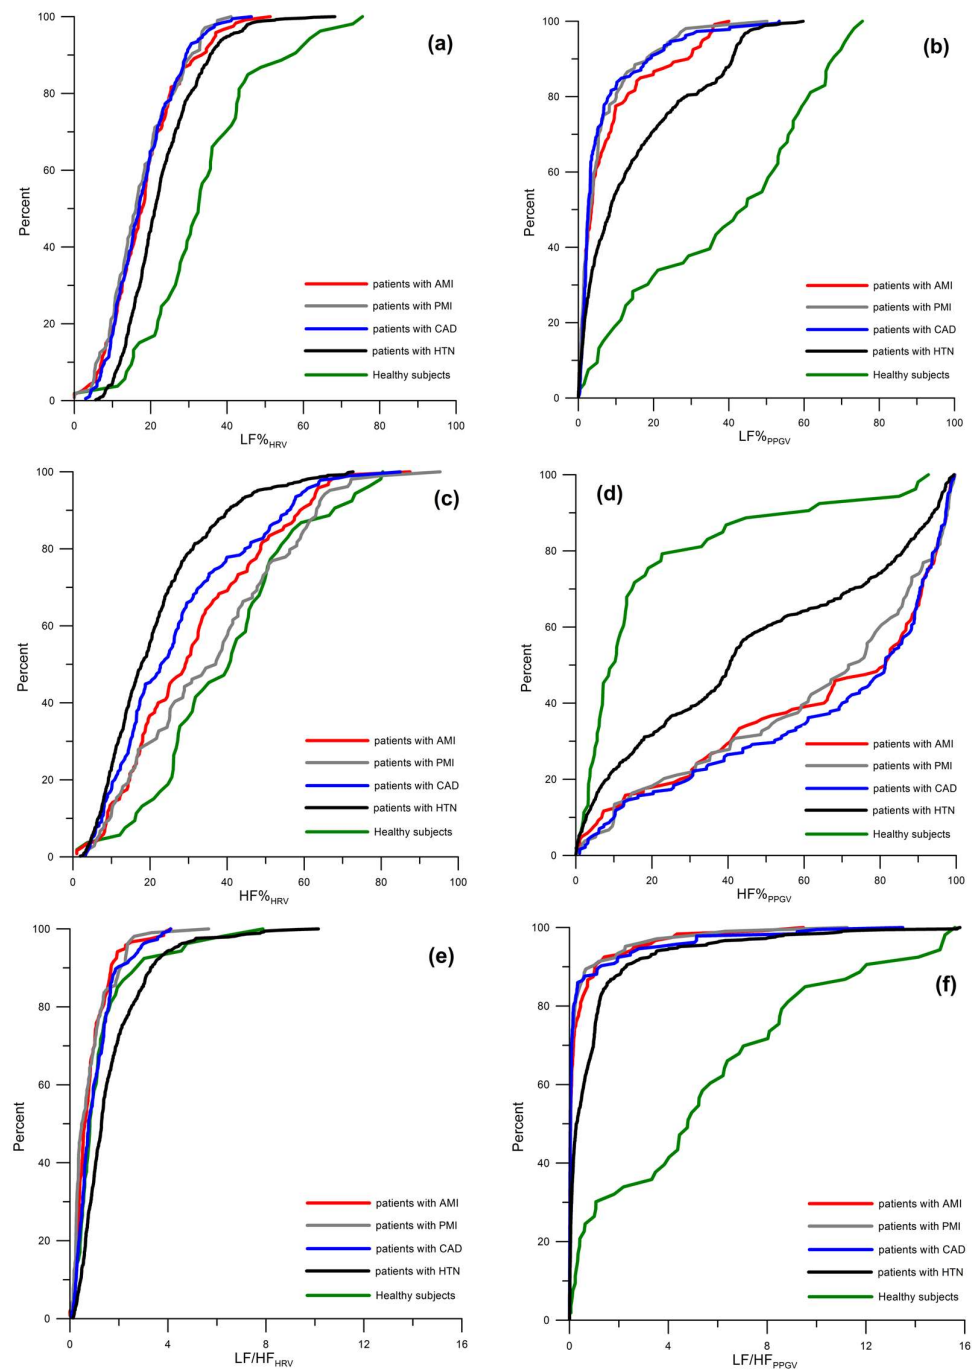 (a)
Percent
100
80
60
40
20
0
patients with AMI
patients with PMI
patients with CAD
patients with HTN
Healthy subjects
0 20 40 60 80 100
LF%HRV
(b)
Percent
100
80
60
40
20
0
patients with AMI
patients with PMI
patients with CAD
patients with HTN
Healthy subjects
0 20 40 60 80 100
LF%PPGV
(c)
Percent
100
80
60
40
20
0
patients with AMI
patients with PMI
patients with CAD
patients with HTN
Healthy subjects
0 20 40 60 80 100
HF%HRV
(d)
Percent
100
80
60
40
20
0
patients with AMI
patients with PMI
patients with CAD
patients with HTN
Healthy subjects
0 20 40 60 80 100
HF%PPGV
(e)
Percent
100
80
60
40
20
0
patients with AMI
patients with PMI
patients with CAD
patients with HTN
Healthy subjects
0 4 8 12 16
LF/HFHRV
(f)
Percent
100
80
60
40
20
0
patients with AMI
patients with PMI
patients with CAD
patients with HTN
Healthy subjects
0 4 8 12 16
LF/HFPPGV